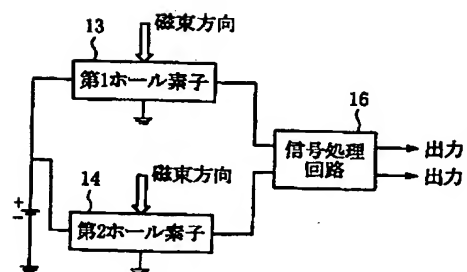 13
磁束方向
第1ホール素子
16
信号処理
回路
出力
出力
磁束方向
14
第2ホール素子
+
-